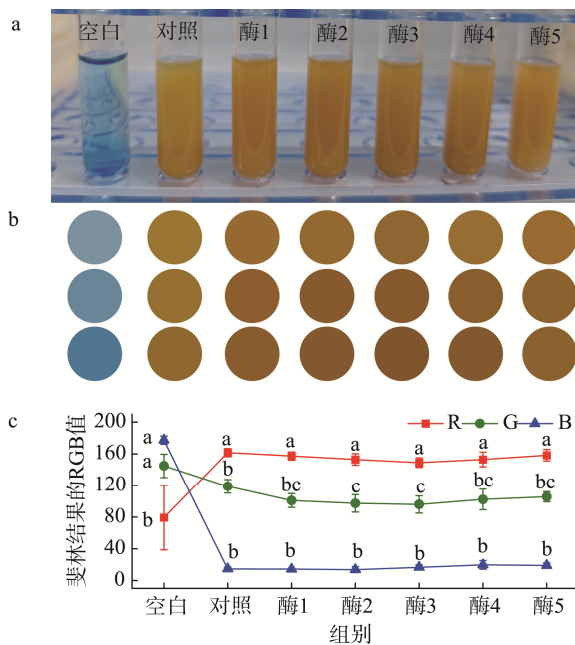 a
空白 对照 酶1 酶2 酶3 酶4 酶5
b
c
斐林结果的RGB值
200
160
120
80
40
0
R G B
a a a a a a a
a b bc c c bc bc
b b b b b b b
空白 对照 酶1 酶2 酶3 酶4 酶5
组别